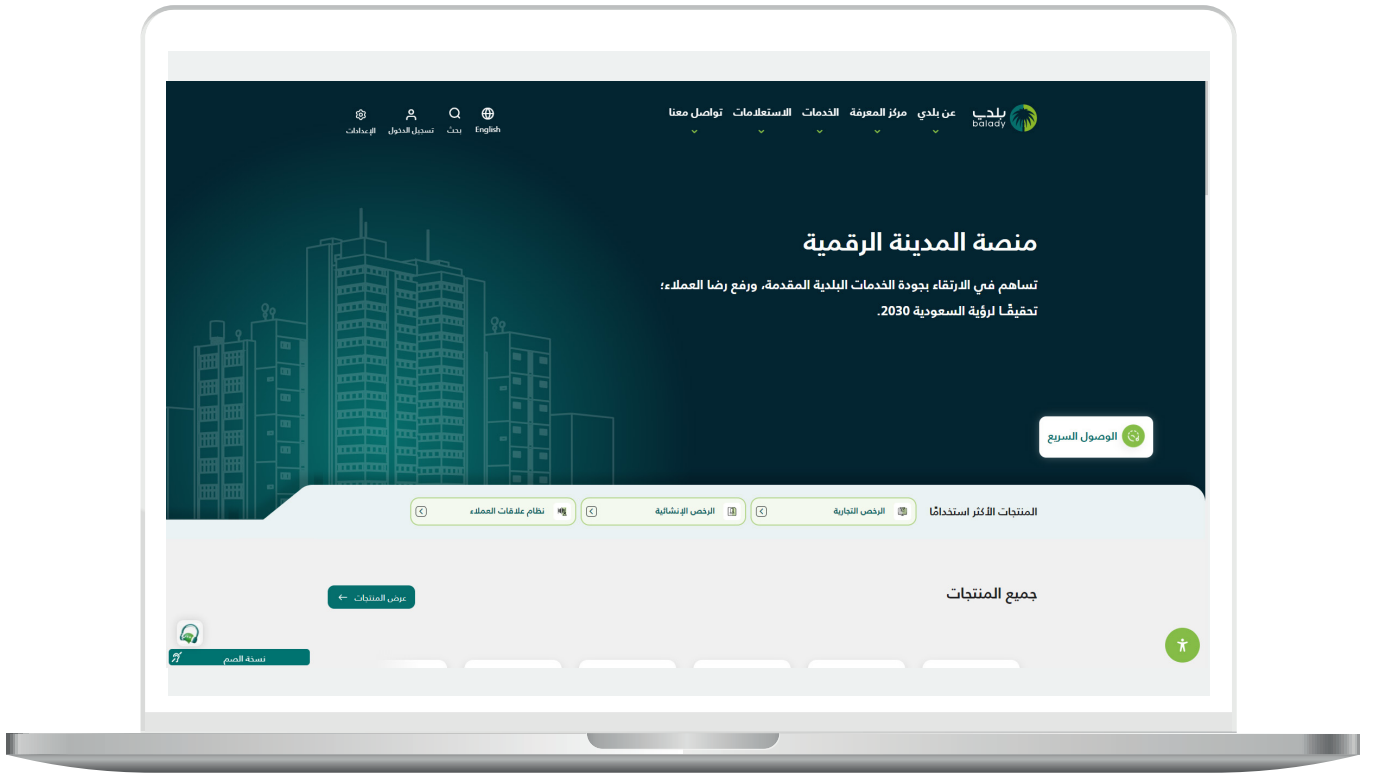 بلدي
balady
عن بلدي مركز المعرفة الخدمات الاستعلامات تواصل معنا
English بحث تسجيل الدخول الإعدادات
منصة المدينة الرقمية
تساهم في الارتقاء بجودة الخدمات البلدية المقدمة، ورفع رضا العملاء؛
تحقيقًا لرؤية السعودية 2030.
الوصول السريع
المنتجات الأكثر استخدامًا الرخص التجارية الرخص الإنشائية نظام علاقات العملاء
جميع المنتجات عرض المنتجات
نسخة الصم